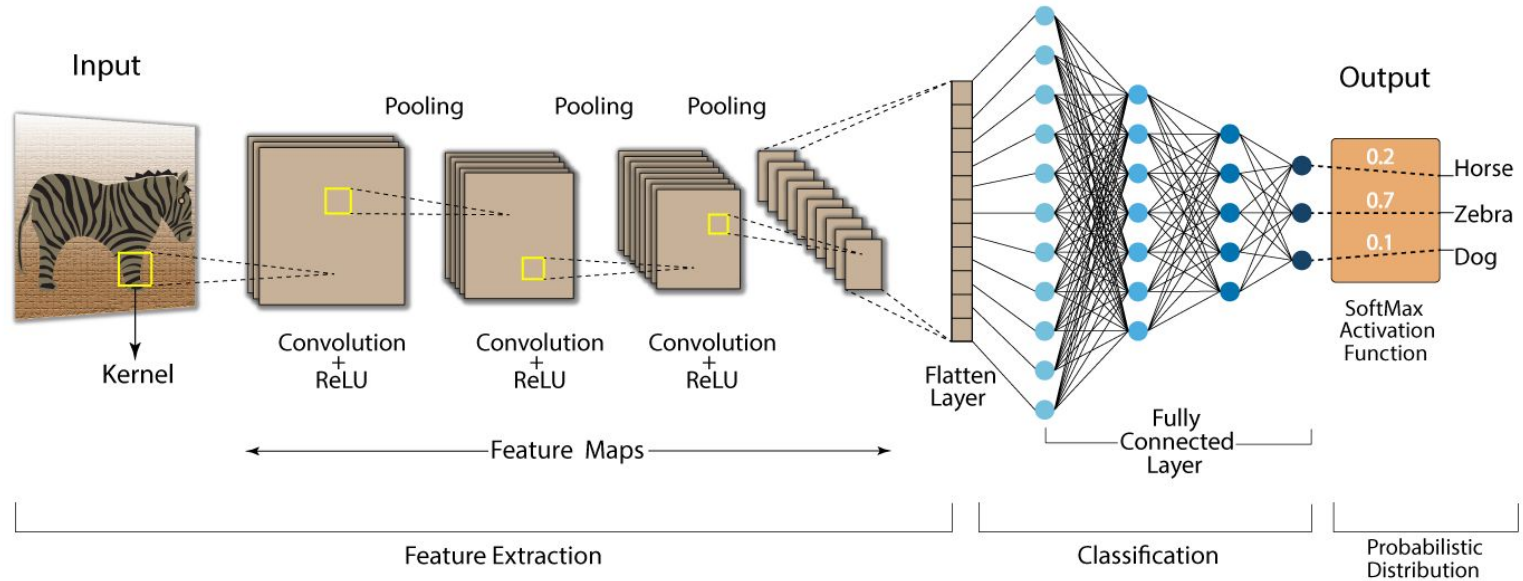 Input
Output
Pooling
Pooling
Pooling
0.2
Horse
0.7
Zebra
0.1
Dog
Kernel
Convolution
+
ReLU
Convolution
+
ReLU
Convolution
+
ReLU
Flatten
Layer
SoftMax
Activation
Function
Feature Maps
Fully
Connected
Layer
Feature Extraction
Classification
Probabilistic
Distribution